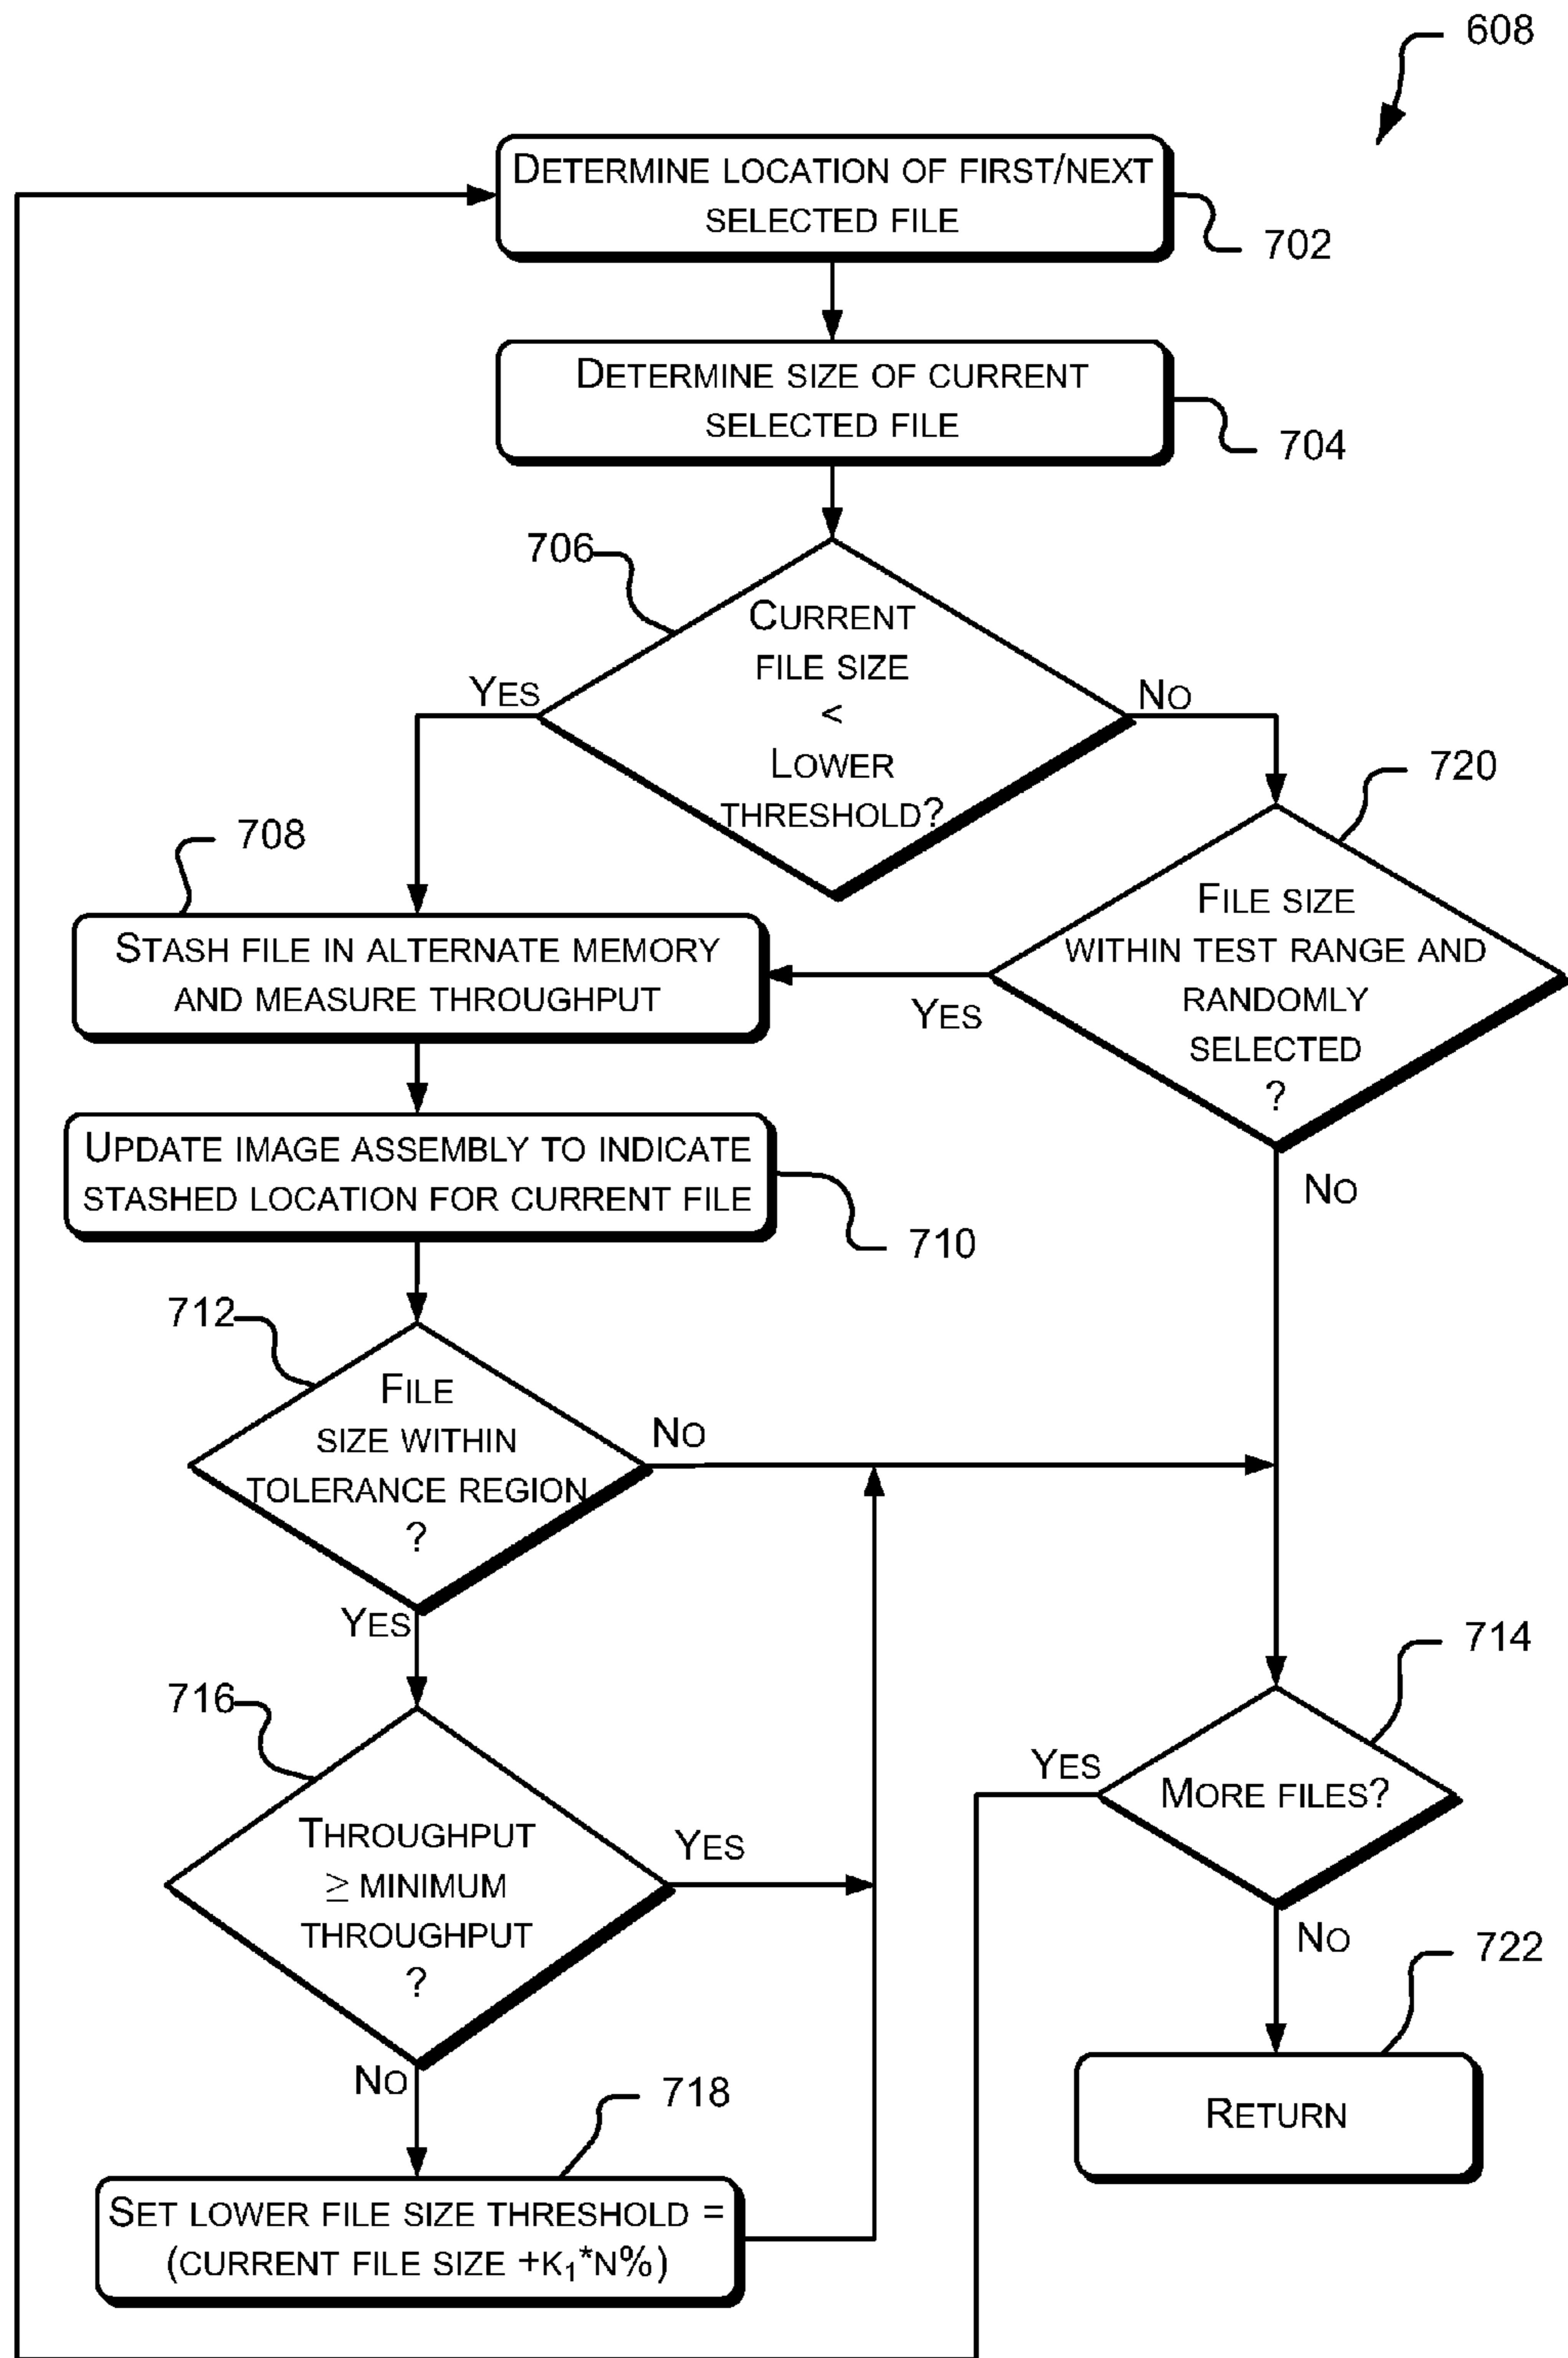 608
DETERMINE LOCATION OF FIRST/NEXT
SELECTED FILE
702
DETERMINE SIZE OF CURRENT
SELECTED FILE
704
706
CURRENT
FILE SIZE
<
LOWER
THRESHOLD?
YES
NO
720
FILE SIZE
WITHIN TEST RANGE AND
RANDOMLY
SELECTED
?
YES
NO
708
STASH FILE IN ALTERNATE MEMORY
AND MEASURE THROUGHPUT
UPDATE IMAGE ASSEMBLY TO INDICATE
STASHED LOCATION FOR CURRENT FILE
710
712
FILE
SIZE WITHIN
TOLERANCE REGION
?
NO
YES
716
THROUGHPUT
≥ MINIMUM
THROUGHPUT
?
YES
NO
714
MORE FILES?
YES
NO
718
SET LOWER FILE SIZE THRESHOLD =
(CURRENT FILE SIZE +K₁*N%)
722
RETURN